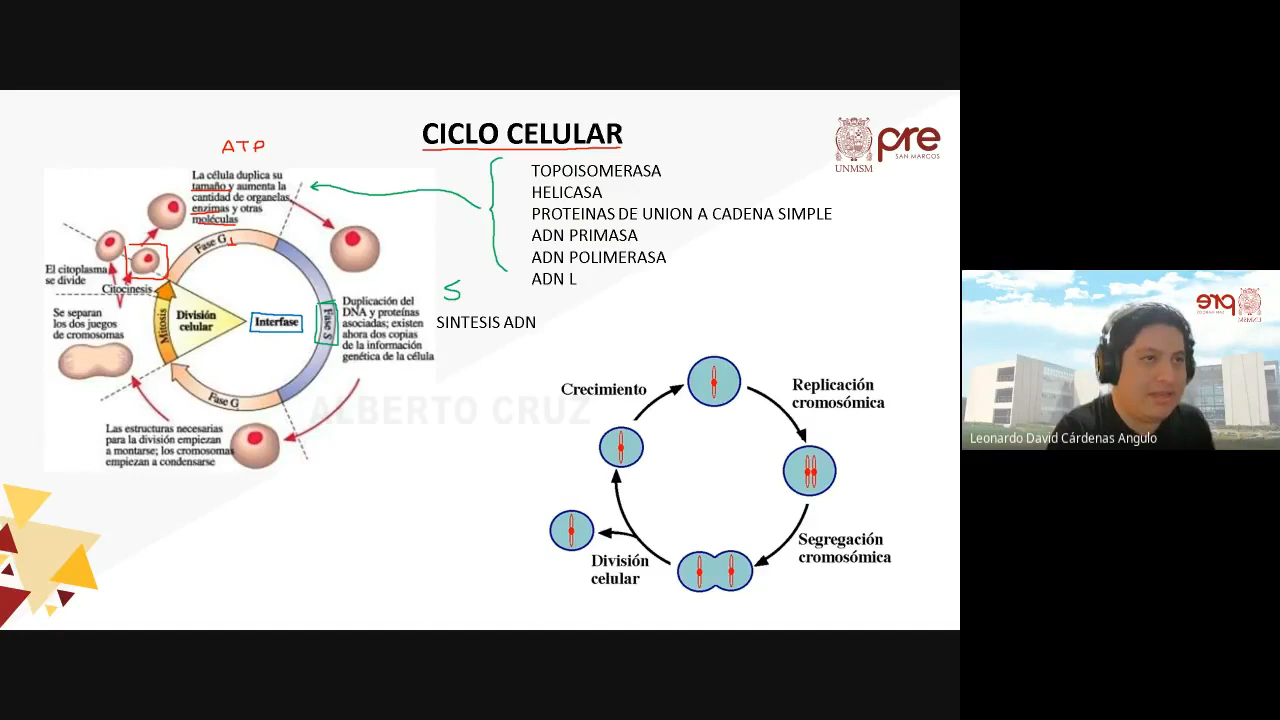 CICLO CELULAR
ATP
La célula duplica su
tamaño y aumenta la
cantidad de organelas,
enzimas y otras
moléculas
Fase G1
El citoplasma
se divide
Citocinesis
Se separan
los dos juegos
de cromosomas
Mitosis
División
celular
Interfase
Fase S
Duplicación del
DNA y proteínas
asociadas; existen
ahora dos copias
de la información
genética de la célula
Fase G
Las estructuras necesarias
para la división empiezan
a montarse; los cromosomas
empiezan a condensarse
TOPOISOMERASA
HELICASA
PROTEINAS DE UNION A CADENA SIMPLE
ADN PRIMASA
ADN POLIMERASA
ADN L
S
SINTESIS ADN
ALBERTO CRUZ
Crecimiento
Replicación
cromosómica
Segregación
cromosómica
División
celular
UNMSM
pre
SAN MARCOS
pre
UNMSM
Leonardo David Cárdenas Angulo